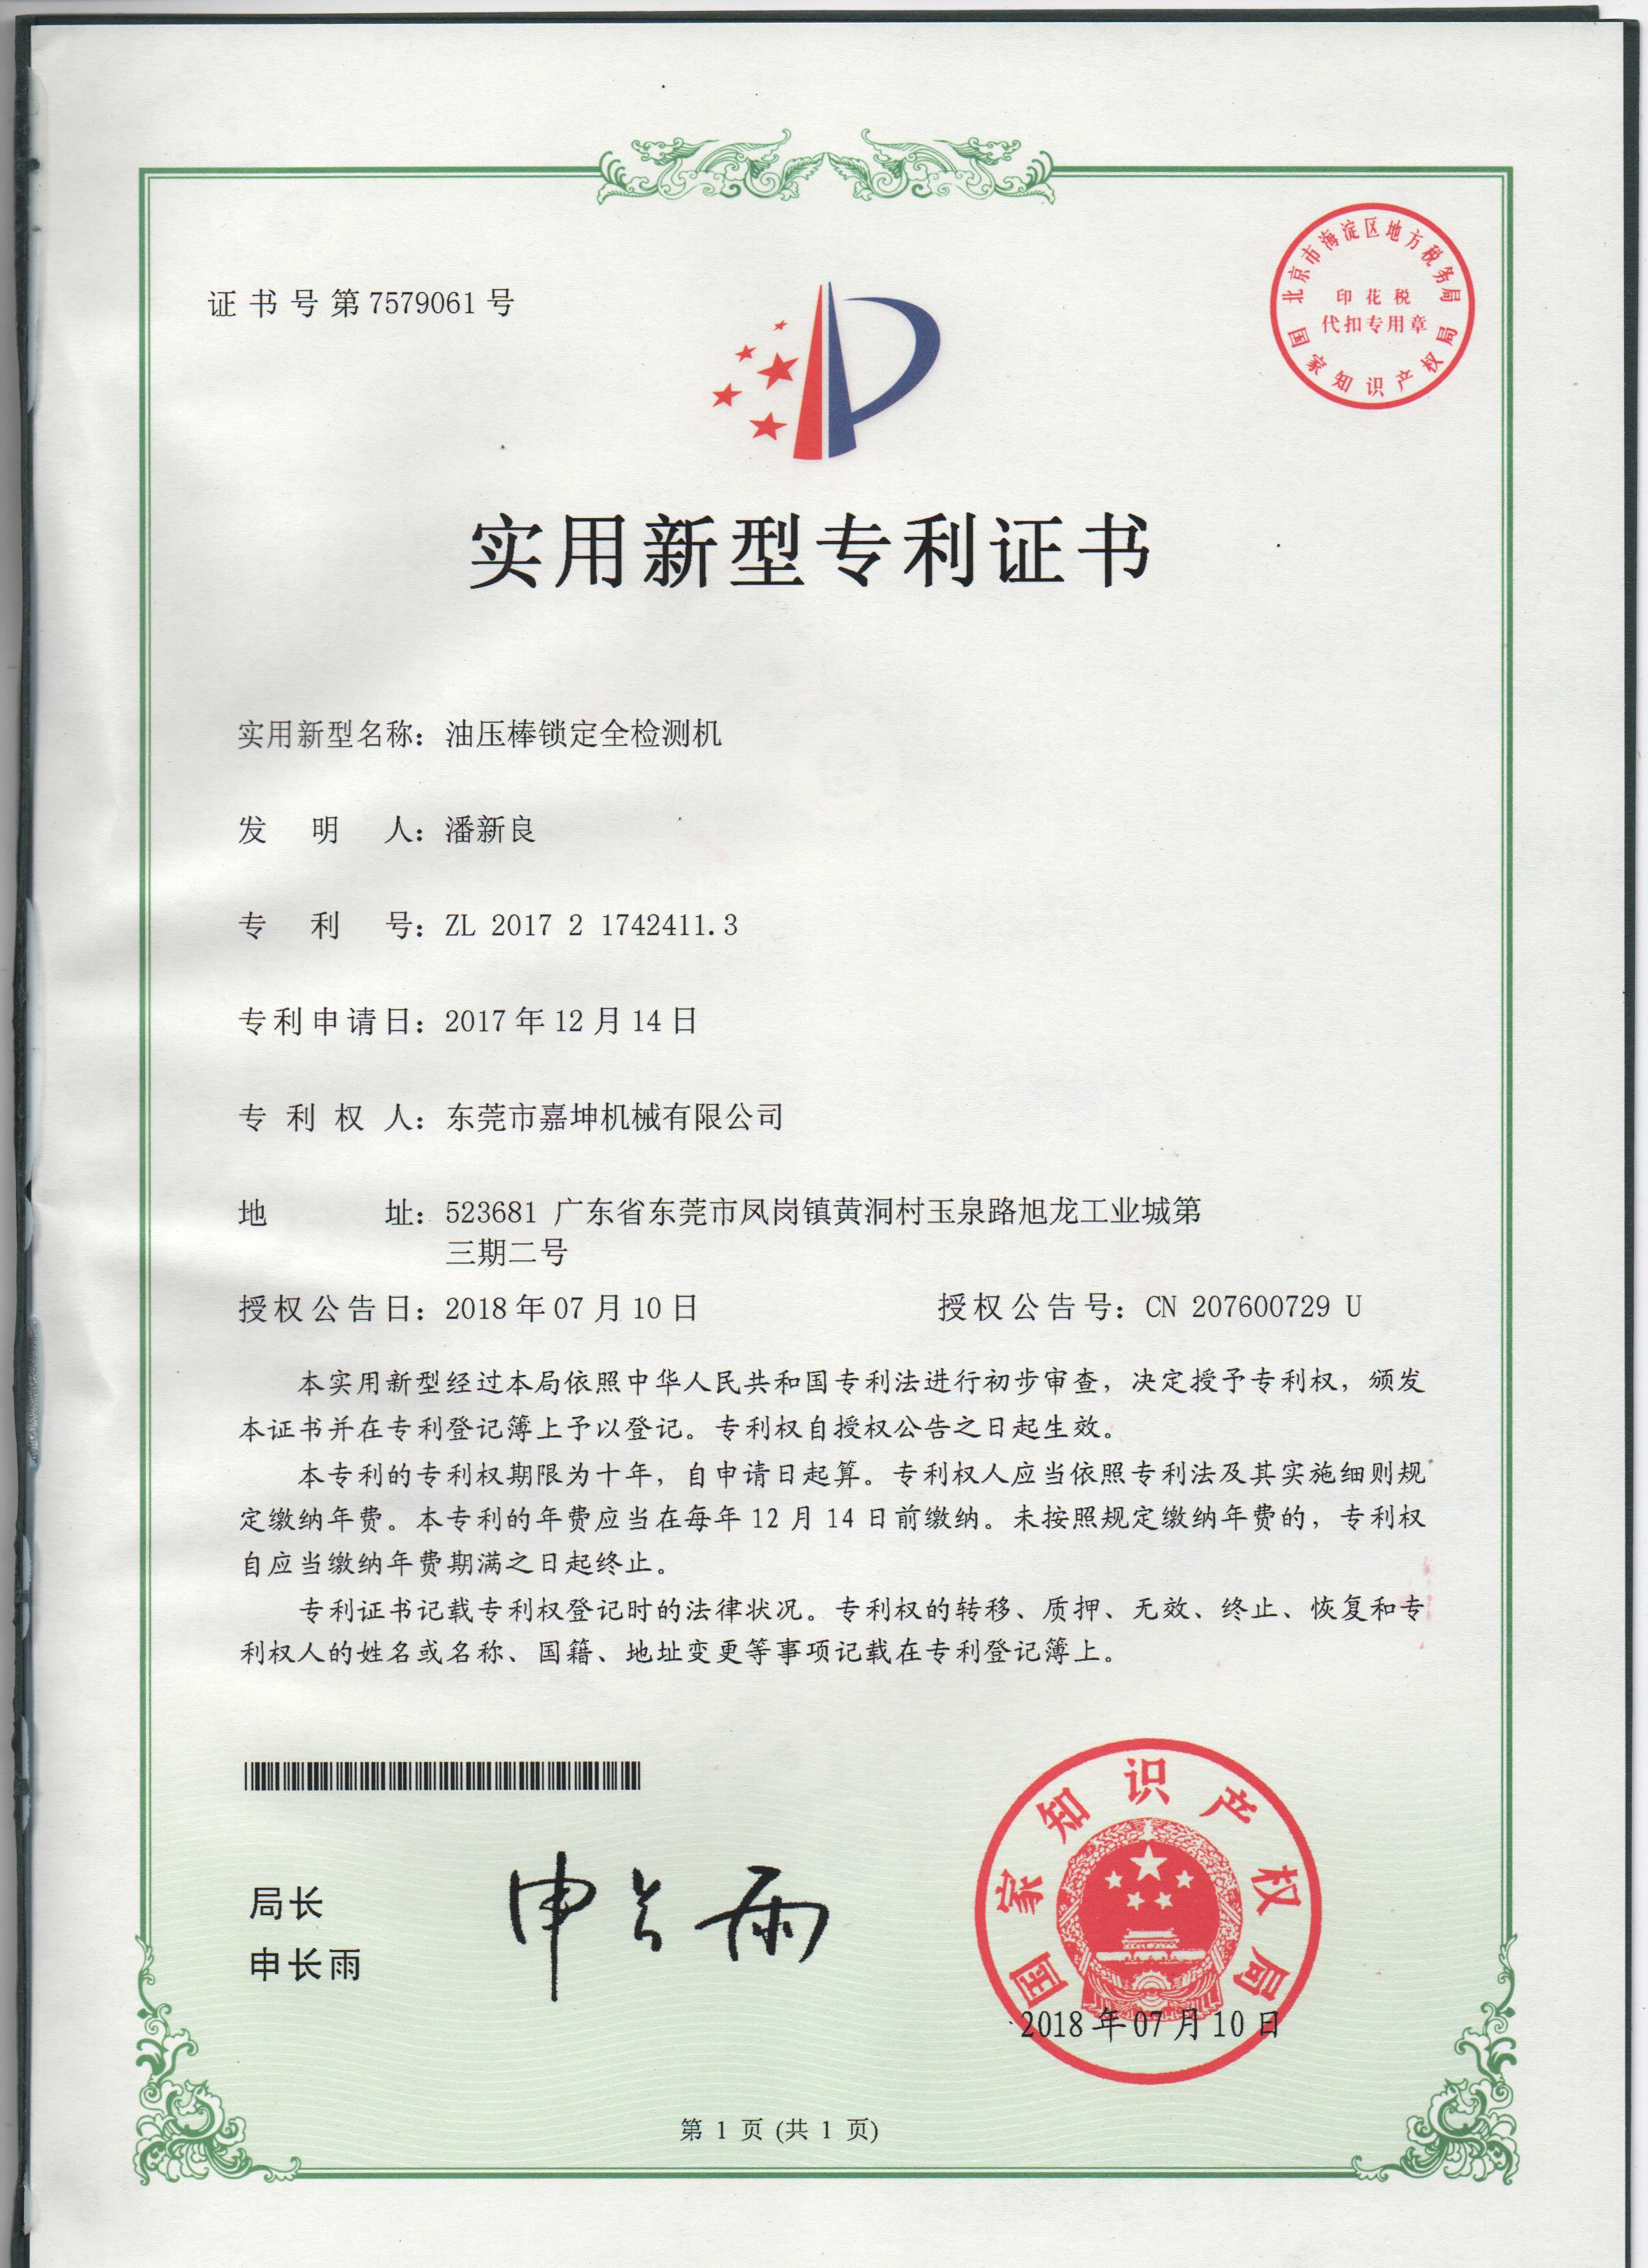 北京市海淀区地方税务局
印花税
代扣专用章
国家知识产权局
证书号第7579061号
实用新型专利证书
实用新型名称：油压棒锁定全检测机
发明人：潘新良
专利号：ZL 2017 2 1742411.3
专利申请日：2017年12月14日
专利权人：东莞市嘉坤机械有限公司
地址：523681 广东省东莞市凤岗镇黄洞村玉泉路旭龙工业城第
三期二号
授权公告日：2018年07月10日 授权公告号：CN 207600729 U
本实用新型经过本局依照中华人民共和国专利法进行初步审查，决定授予专利权，颁发
本证书并在专利登记簿上予以登记。专利权自授权公告之日起生效。
本专利的专利权期限为十年，自申请日起算。专利权人应当依照专利法及其实施细则规
定缴纳年费。本专利的年费应当在每年12月14日前缴纳。未按照规定缴纳年费的，专利权
自应当缴纳年费期满之日起终止。
专利证书记载专利权登记时的法律状况。专利权的转移、质押、无效、终止、恢复和专
利权人的姓名或名称、国籍、地址变更等事项记载在专利登记簿上。
局长
申长雨
申长雨
国家知识产权局
2018年07月10日
第 1 页 (共 1 页)